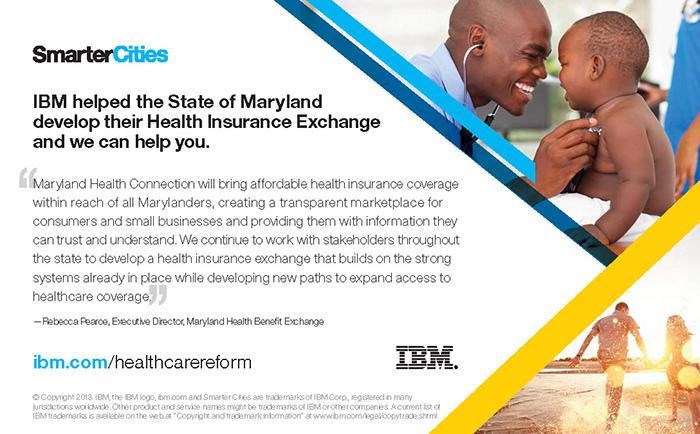 SmarterCities
IBM helped the State of Maryland
develop their Health Insurance Exchange
and we can help you.
“Maryland Health Connection will bring affordable health insurance coverage
within reach of all Marylanders, creating a transparent marketplace for
consumers and small businesses and providing them with information they
can trust and understand. We continue to work with stakeholders throughout
the state to develop a health insurance exchange that builds on the strong
systems already in place while developing new paths to expand access to
healthcare coverage.”
—Rebecca Pearce, Executive Director, Maryland Health Benefit Exchange
ibm.com/healthcarereform
IBM.
© Copyright 2013. IBM, the IBM logo, ibm.com and Smarter Cities are trademarks of IBM Corp., registered in many
jurisdictions worldwide. Other product and service names might be trademarks of IBM or other companies. A current list of
IBM trademarks is available on the web at "Copyright and trademark information" at www.ibm.com/legal/copytrade.shtml